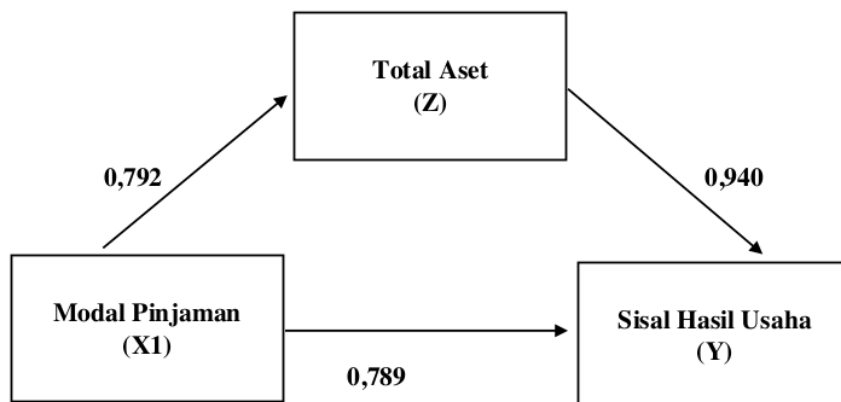 Total Aset
(Z)
0,792
0,940
Modal Pinjaman
(X1)
Sisal Hasil Usaha
(Y)
0,789